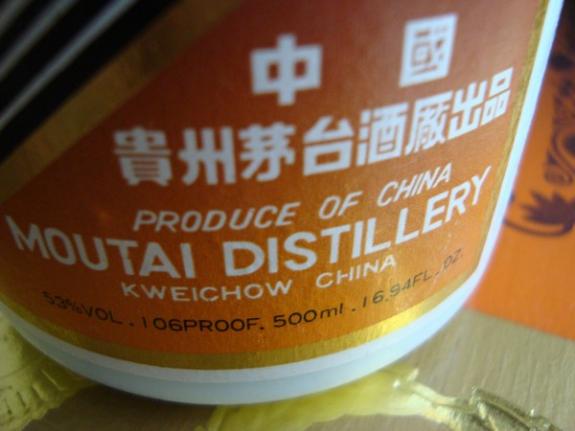 中國
貴州茅台酒厰出品
PRODUCE OF CHINA
MOUTAI DISTILLERY
KWEICHOW CHINA
53%VOL. 106PROOF. 500ml. 16.94FL. OZ.